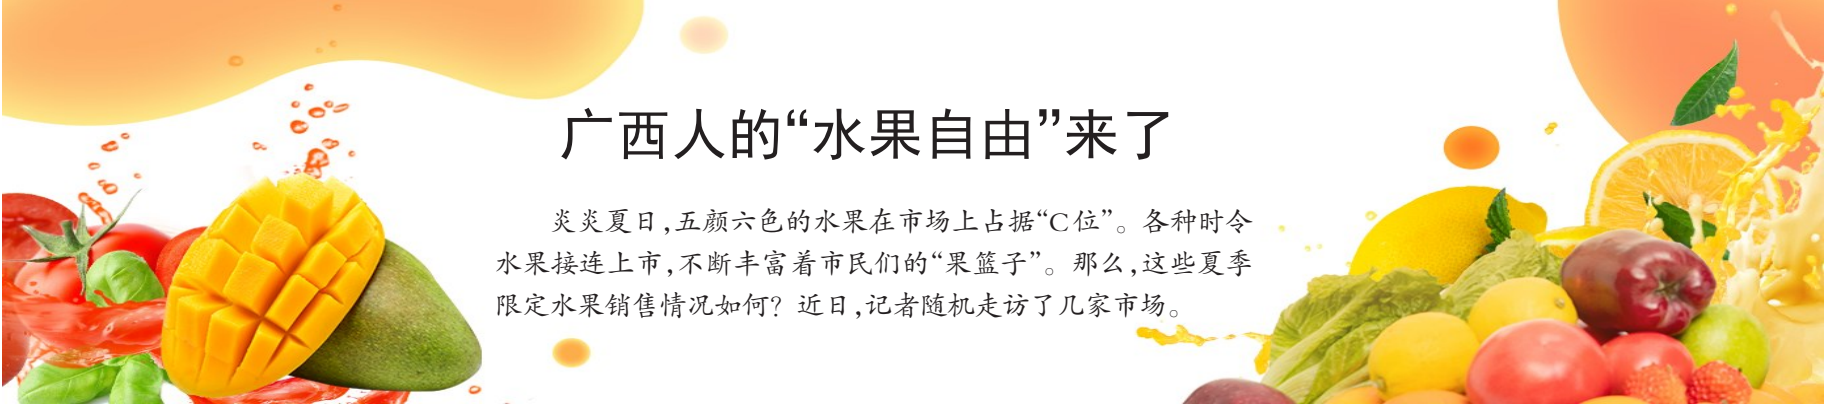 广西人的“水果自由”来了
炎炎夏日,五颜六色的水果在市场上占据“C位”。各种时令
水果接连上市,不断丰富着市民们的“果篮子”。那么,这些夏季
限定水果销售情况如何？近日,记者随机走访了几家市场。